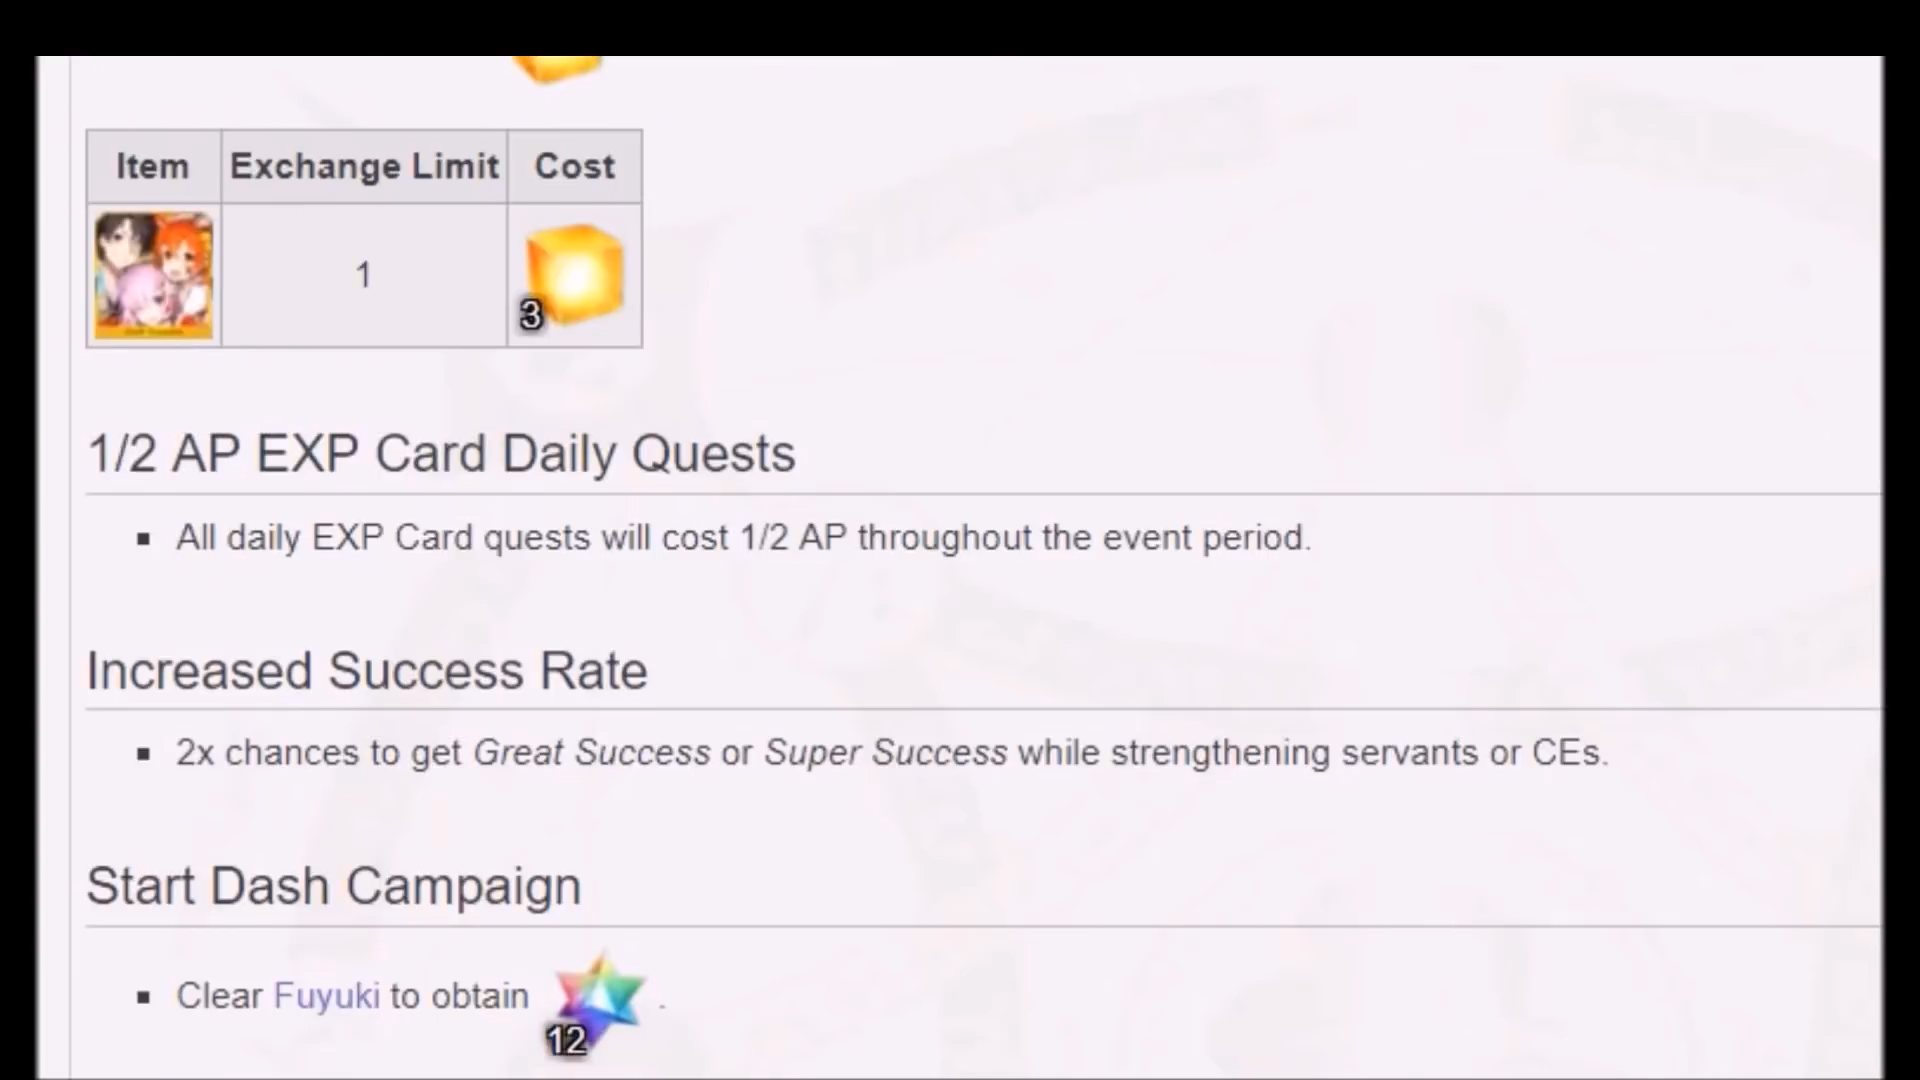 Item Exchange Limit Cost
1 3
1/2 AP EXP Card Daily Quests
All daily EXP Card quests will cost 1/2 AP throughout the event period.
Increased Success Rate
2x chances to get Great Success or Super Success while strengthening servants or CEs.
Start Dash Campaign
Clear Fuyuki to obtain 12 .